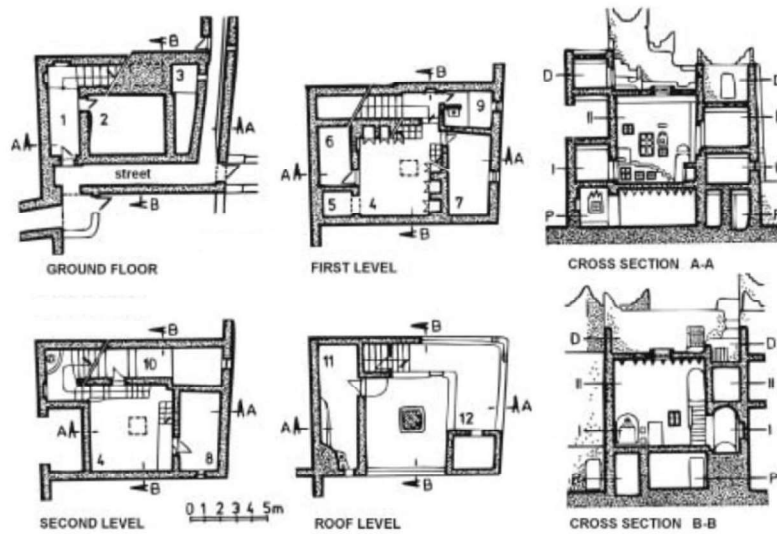 B
3
1
2
A
A
street
B
GROUND FLOOR
B
9
6
A
A
5
4
7
B
FIRST LEVEL
D
D
II
I
P
CROSS SECTION A-A
B
10
A
A
4
8
B
SECOND LEVEL
0 1 2 3 4 5m
B
11
A
12
B
ROOF LEVEL
D
D
II
II
I
I
P
CROSS SECTION B-B